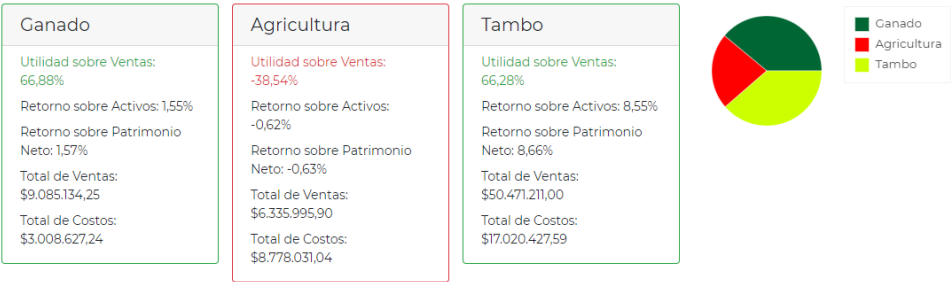 Ganado
Utilidad sobre Ventas:
66,88%
Retorno sobre Activos: 1,55%
Retorno sobre Patrimonio
Neto: 1,57%
Total de Ventas:
$9.085.134,25
Total de Costos:
$3.008.627,24
Agricultura
Utilidad sobre Ventas:
-38,54%
Retorno sobre Activos:
-0,62%
Retorno sobre Patrimonio
Neto: -0,63%
Total de Ventas:
$6.335.995,90
Total de Costos:
$8.778.031,04
Tambo
Utilidad sobre Ventas:
66,28%
Retorno sobre Activos: 8,55%
Retorno sobre Patrimonio
Neto: 8,66%
Total de Ventas:
$50.471.211,00
Total de Costos:
$17.020.427,59
Ganado
Agricultura
Tambo